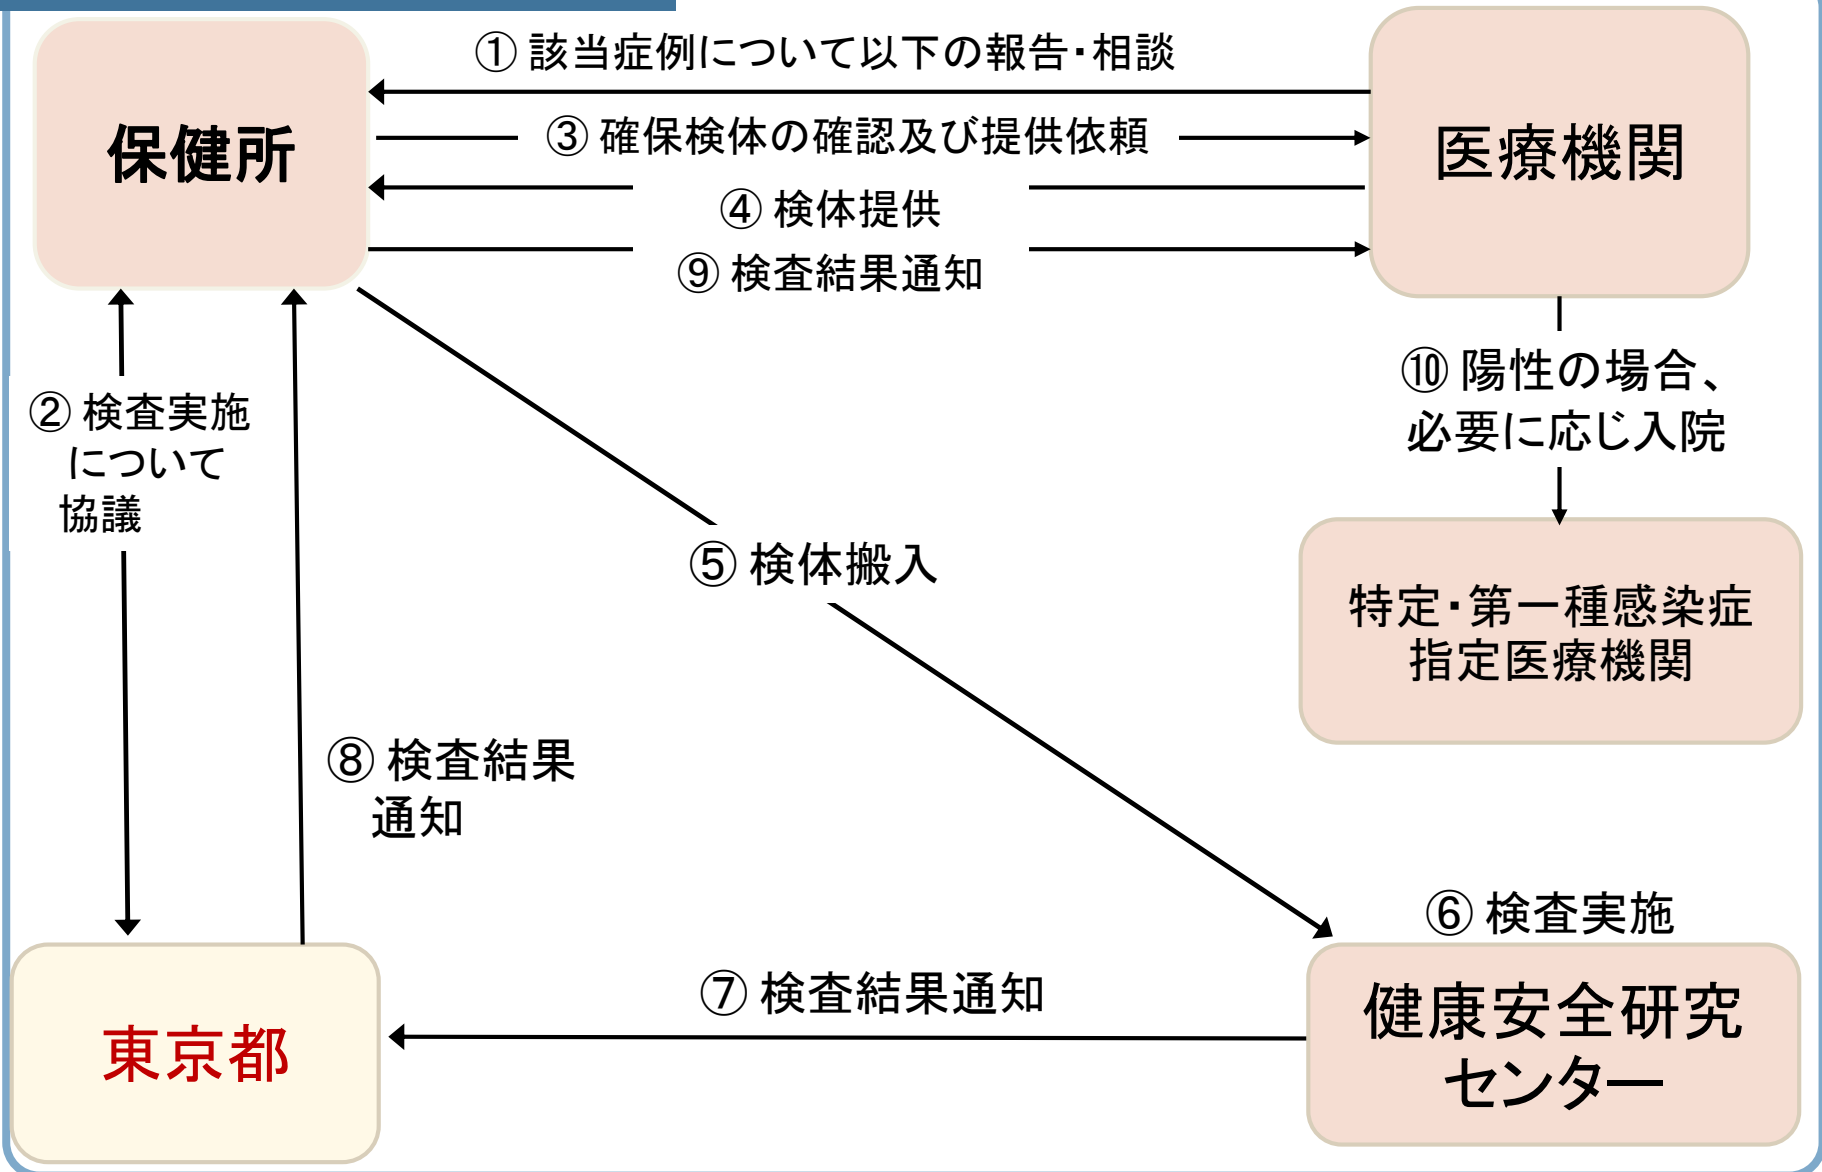 ① 該当症例について以下の報告・相談
保健所
③ 確保検体の確認及び提供依頼
医療機関
④ 検体提供
⑨ 検査結果通知
② 検査実施
について
協議
⑩ 陽性の場合、
必要に応じ入院
⑤ 検体搬入
特定・第一種感染症
指定医療機関
⑧ 検査結果
通知
⑥ 検査実施
⑦ 検査結果通知
東京都
健康安全研究
センター